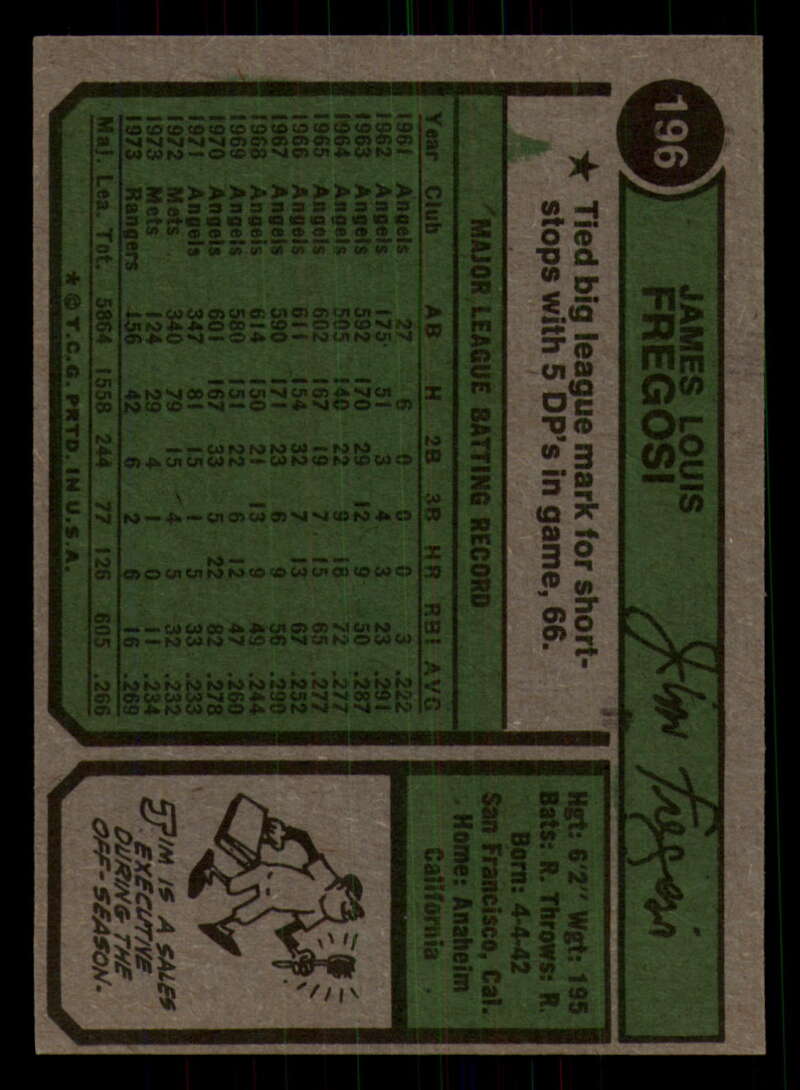 196
JAMES LOUIS
FREGOSI
Jim Fregosi
★ Tied big league mark for short-
stops with 5 DP's in game, 66.
MAJOR LEAGUE BATTING RECORD
Year Club AB H 2B 3B HR RBI AVG
1961 Angels 27 6 0 0 0 3 .222
1962 Angels 175 51 3 4 3 23 .291
1963 Angels 592 170 29 12 9 50 .287
1964 Angels 505 140 22 9 18 72 .277
1965 Angels 602 167 19 7 15 65 .277
1966 Angels 611 154 32 7 13 67 .252
1967 Angels 590 171 23 6 9 56 .290
1968 Angels 614 150 21 13 9 49 .244
1969 Angels 580 151 22 6 12 47 .260
1970 Angels 601 167 33 5 22 82 .278
1971 Angels 347 81 15 1 5 33 .233
1972 Mets 340 79 15 4 5 32 .232
1973 Mets 124 29 4 1 0 11 .234
1973 Rangers 156 42 6 2 6 16 .269
Maj. Lea. Tot. 5864 1558 244 77 126 605 .266
* © T.C.G. PRTD. IN U.S.A.
Hgt: 6'2" Wgt: 195
Bats: R. Throws: R.
Born: 4-4-42
San Francisco, Cal.
Home: Anaheim
California
JIM IS A SALES
EXECUTIVE
DURING THE
OFF-SEASON.